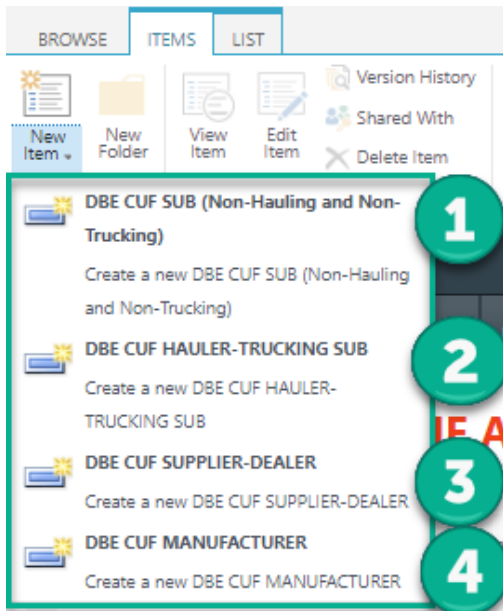 BROWSE ITEMS LIST
New Item
New Folder
View Item
Edit Item
Version History
Shared With
Delete Item
DBE CUF SUB (Non-Hauling and Non-
Trucking)
Create a new DBE CUF SUB (Non-Hauling
and Non-Trucking)
1
DBE CUF HAULER-TRUCKING SUB
Create a new DBE CUF HAULER-
TRUCKING SUB
2
DBE CUF SUPPLIER-DEALER
Create a new DBE CUF SUPPLIER-DEALER
3
DBE CUF MANUFACTURER
Create a new DBE CUF MANUFACTURER
4